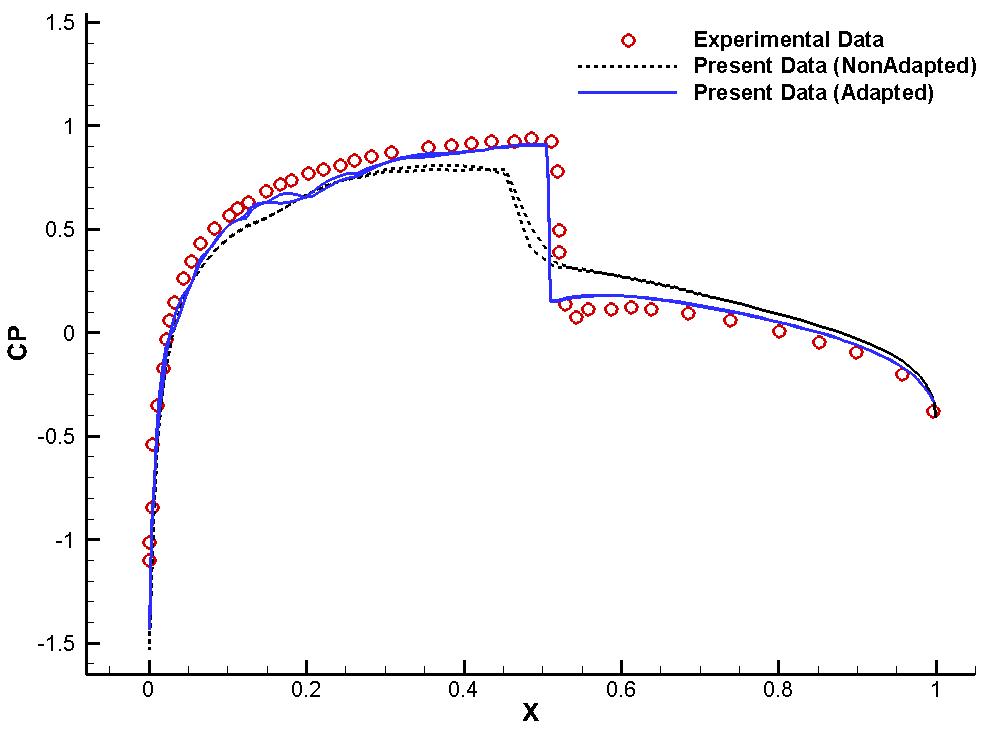 1.5
Experimental Data
Present Data (NonAdapted)
Present Data (Adapted)
1
0.5
0
CP
-0.5
-1
-1.5
0 0.2 0.4 0.6 0.8 1
X